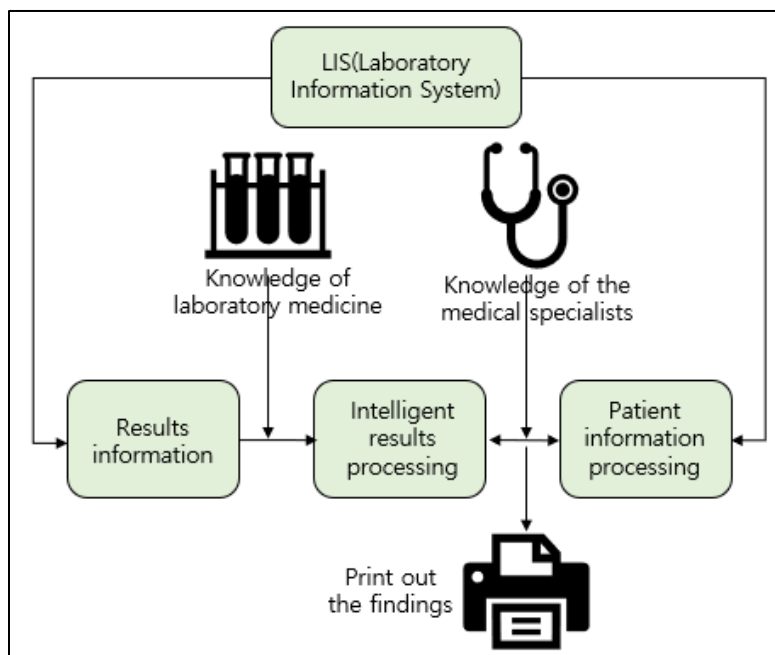 LIS(Laboratory
Information System)
Knowledge of
laboratory medicine
Knowledge of the
medical specialists
Results
information
Intelligent
results
processing
Patient
information
processing
Print out
the findings